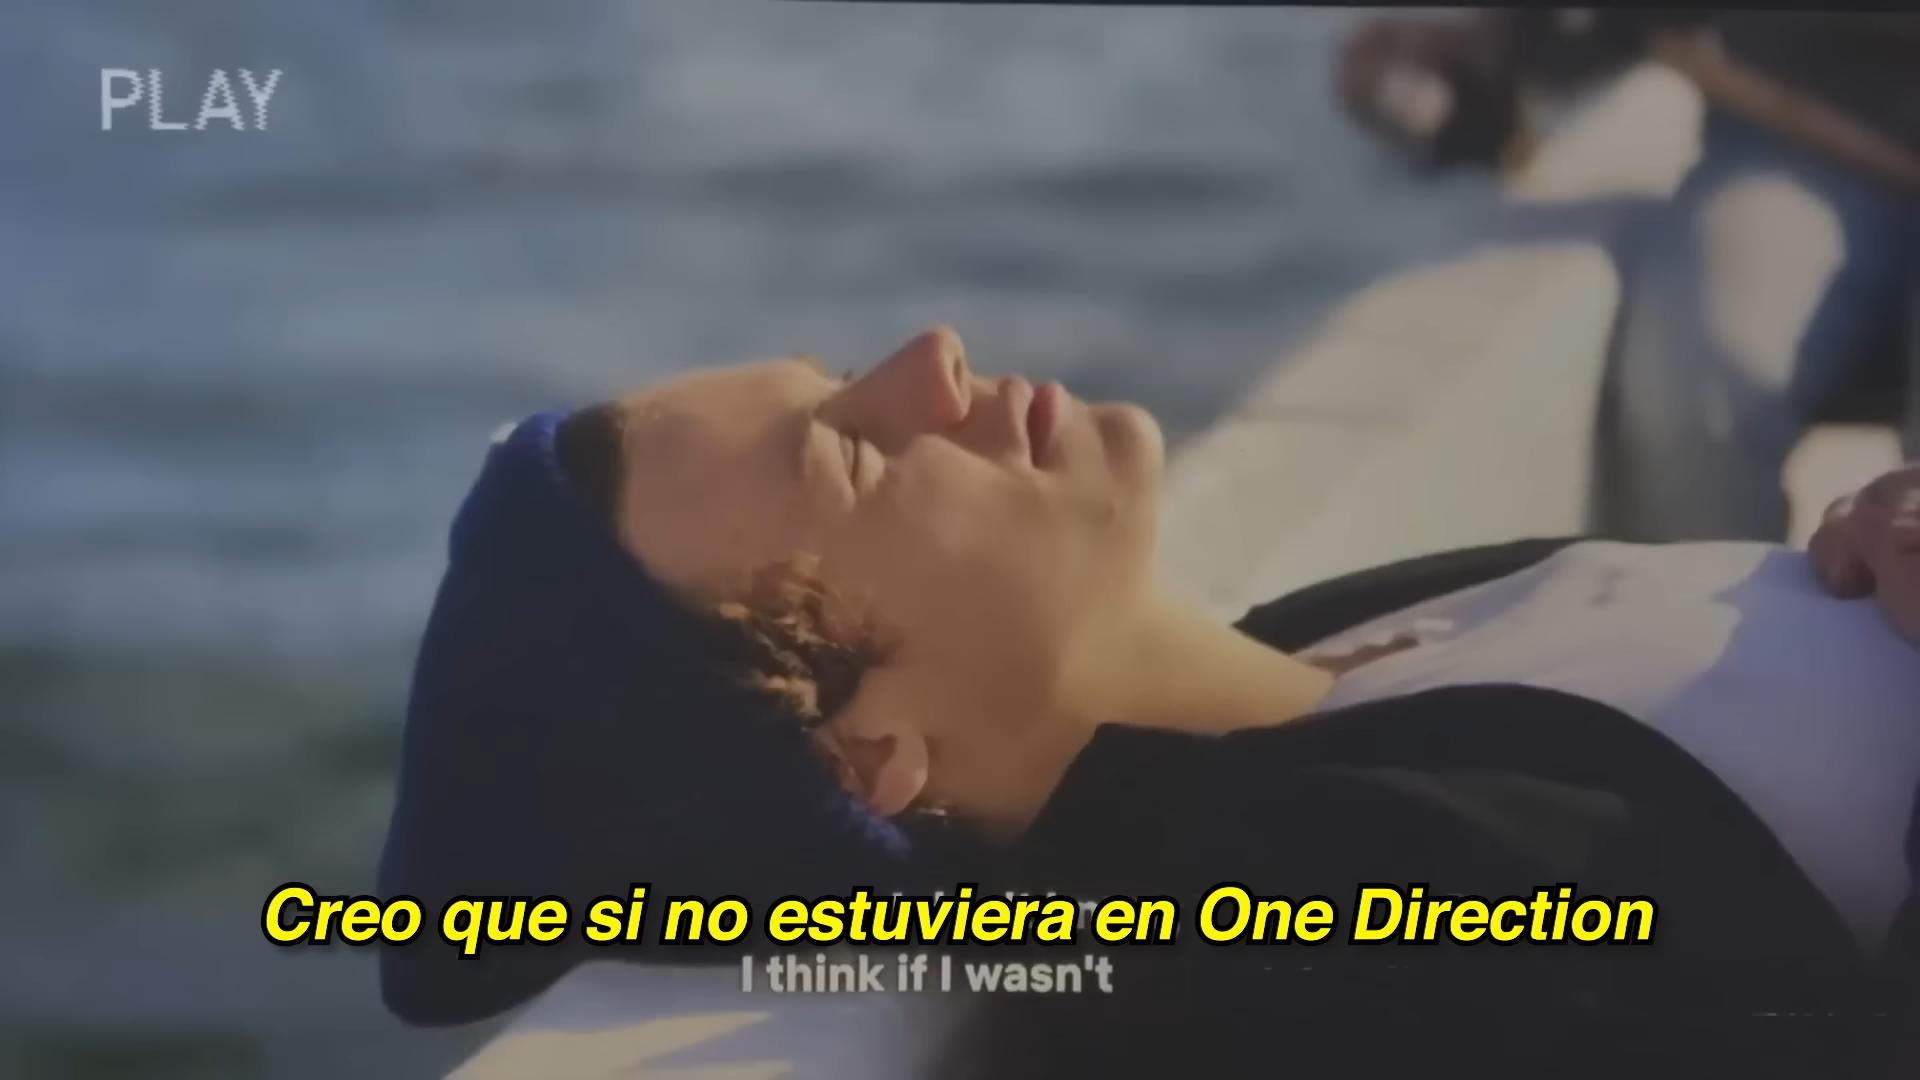 PLAY
Creo que si no estuviera en One Direction
I think if I wasn't